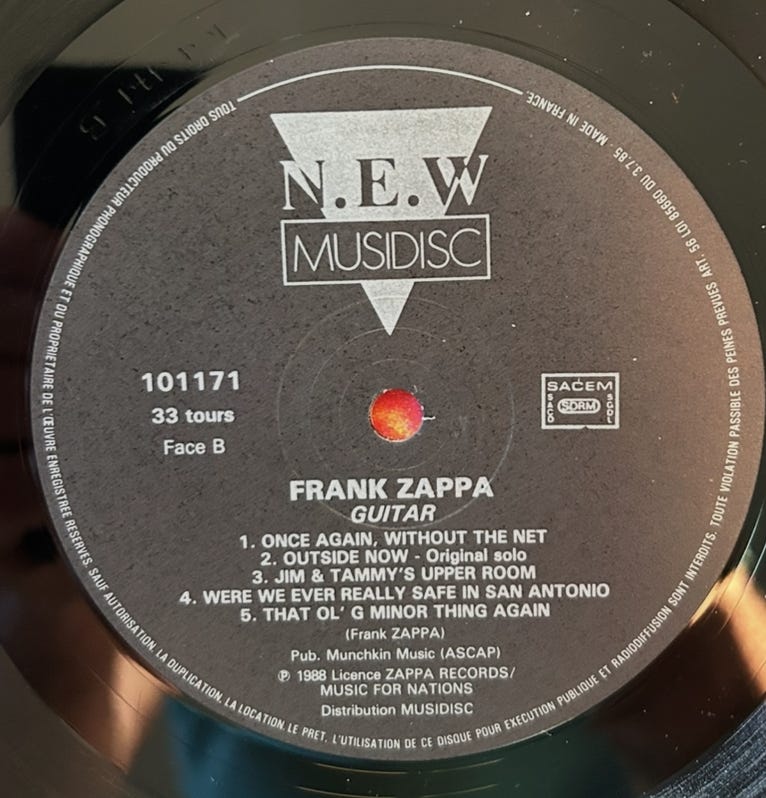 N.E.W
MUSIDISC
101171
33 tours
Face B
SACEM
SACD
SDRM
SGDL
FRANK ZAPPA
GUITAR
1. ONCE AGAIN, WITHOUT THE NET
2. OUTSIDE NOW - Original solo
3. JIM & TAMMY'S UPPER ROOM
4. WERE WE EVER REALLY SAFE IN SAN ANTONIO
5. THAT OL' G MINOR THING AGAIN
(Frank ZAPPA)
Pub. Munchkin Music (ASCAP)
℗ 1988 Licence ZAPPA RECORDS/
MUSIC FOR NATIONS
Distribution MUSIDISC
TOUS DROITS DU PRODUCTEUR PHONOGRAPHIQUE ET DU PROPRIETAIRE DE L'ŒUVRE ENREGISTREE RESERVES. SAUF AUTORISATION, LA DUPLICATION, LA LOCATION, LE PRET, L'UTILISATION DE CE DISQUE POUR EXECUTION PUBLIQUE ET RADIODIFFUSION SONT INTERDITS. TOUTE VIOLATION PASSIBLE DES PEINES PREVUES ART. 56 LOI 85660 DU 3.7.85 - MADE IN FRANCE.